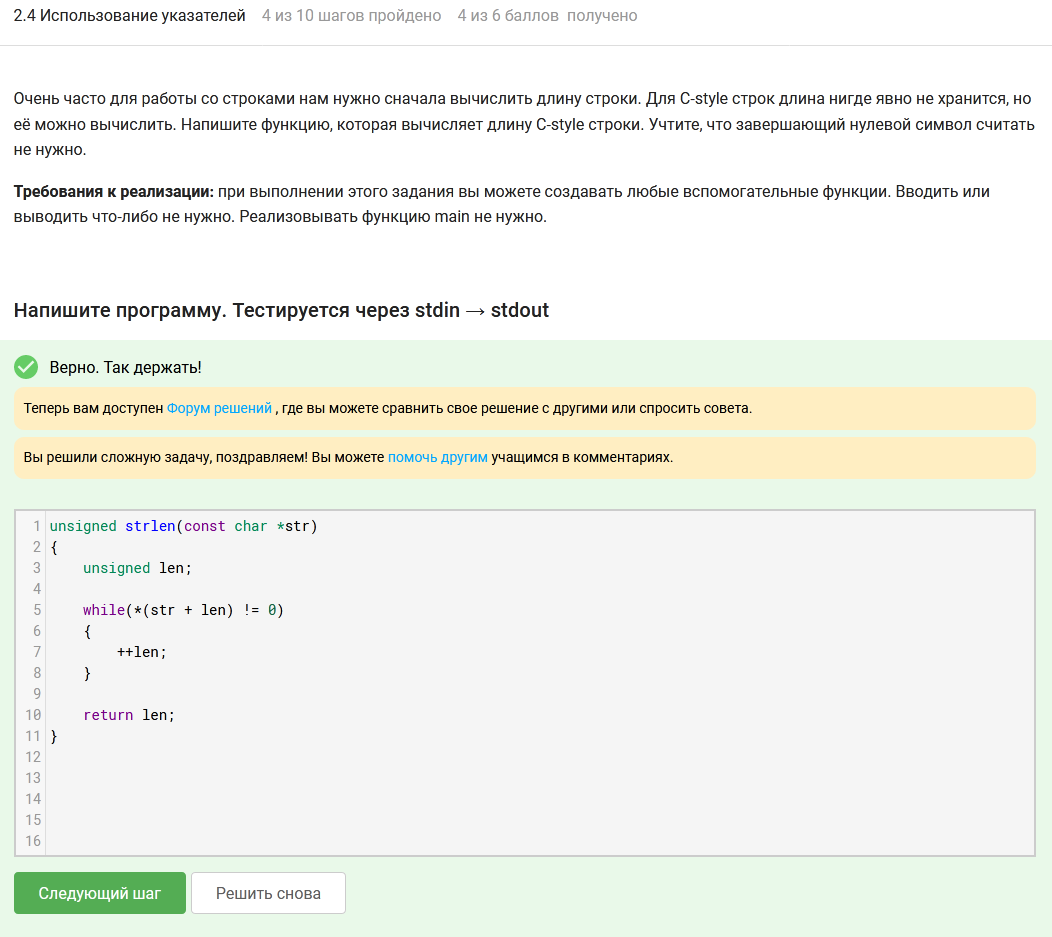 2.4 Использование указателей 4 из 10 шагов пройдено 4 из 6 баллов получено
Очень часто для работы со строками нам нужно сначала вычислить длину строки. Для C-style строк длина нигде явно не хранится, но
её можно вычислить. Напишите функцию, которая вычисляет длину C-style строки. Учтите, что завершающий нулевой символ считать
не нужно.
Требования к реализации: при выполнении этого задания вы можете создавать любые вспомогательные функции. Вводить или
выводить что-либо не нужно. Реализовывать функцию main не нужно.
Напишите программу. Тестируется через stdin → stdout
Верно. Так держать!
Теперь вам доступен Форум решений , где вы можете сравнить свое решение с другими или спросить совета.
Вы решили сложную задачу, поздравляем! Вы можете помочь другим учащимся в комментариях.
1 unsigned strlen(const char *str)
2 {
3     unsigned len;
4
5     while(*(str + len) != 0)
6     {
7         ++len;
8     }
9
10     return len;
11 }
12
13
14
15
16
Следующий шаг Решить снова